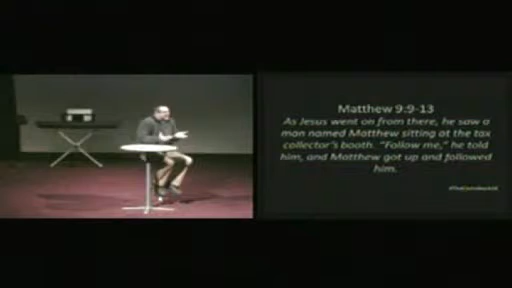 Matthew 9:9-13
As Jesus went on from there, he saw a
man named Matthew sitting at the tax
collector's booth. "Follow me," he told
him, and Matthew got up and followed
him.